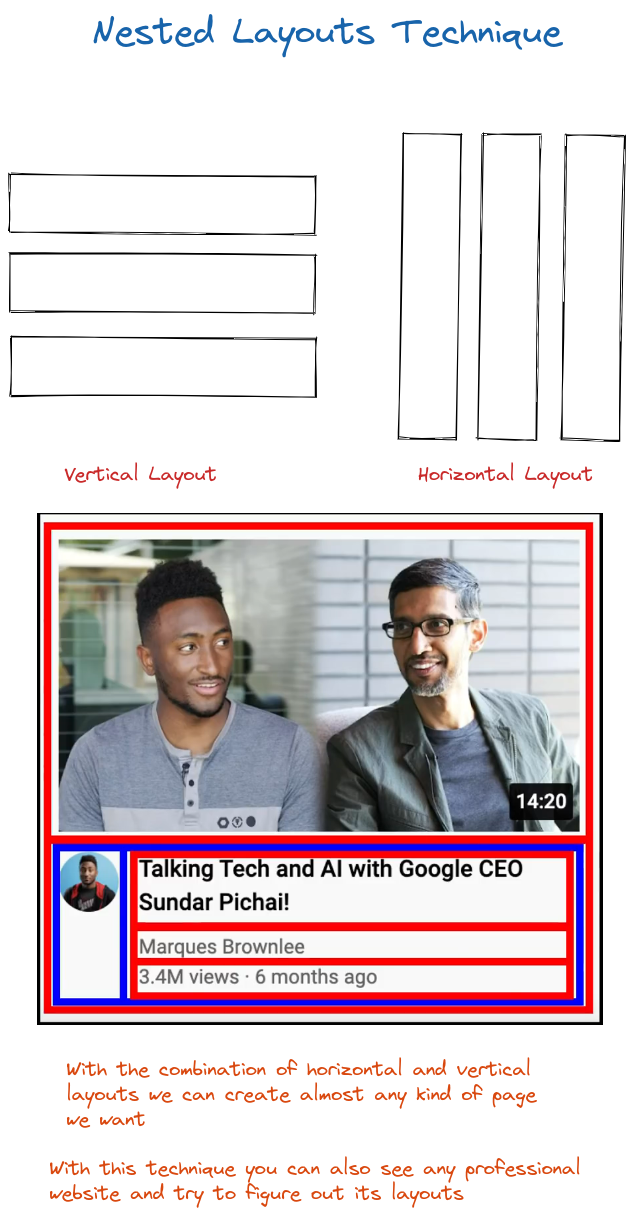 Nested Layouts Technique
Vertical Layout
Horizontal Layout
14:20
Talking Tech and AI with Google CEO
Sundar Pichai!
Marques Brownlee
3.4M views · 6 months ago
With the combination of horizontal and vertical
layouts we can create almost any kind of page
we want
With this technique you can also see any professional
website and try to figure out its layouts